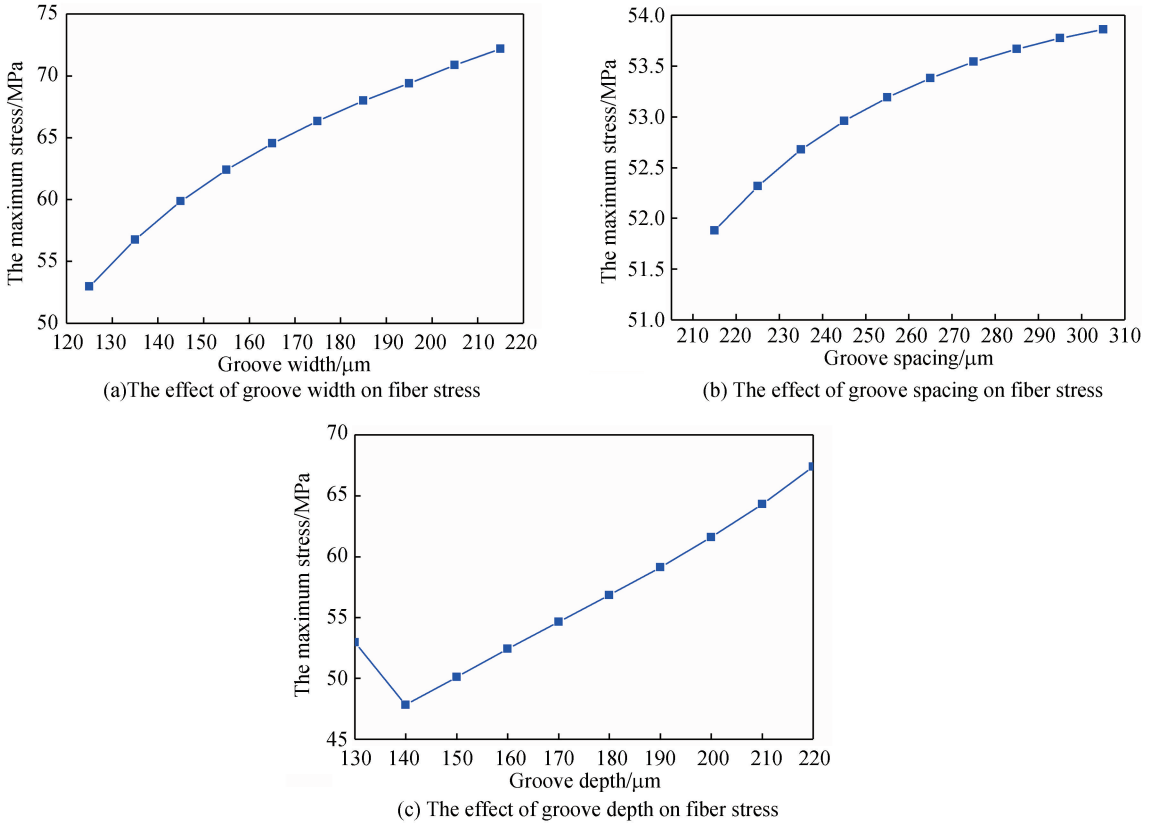 The maximum stress/MPa
75
70
65
60
55
50
120 130 140 150 160 170 180 190 200 210 220
Groove width/μm
(a)The effect of groove width on fiber stress
The maximum stress/MPa
54.0
53.5
53.0
52.5
52.0
51.5
51.0
210 220 230 240 250 260 270 280 290 300 310
Groove spacing/μm
(b) The effect of groove spacing on fiber stress
The maximum stress/MPa
70
65
60
55
50
45
130 140 150 160 170 180 190 200 210 220
Groove depth/μm
(c) The effect of groove depth on fiber stress